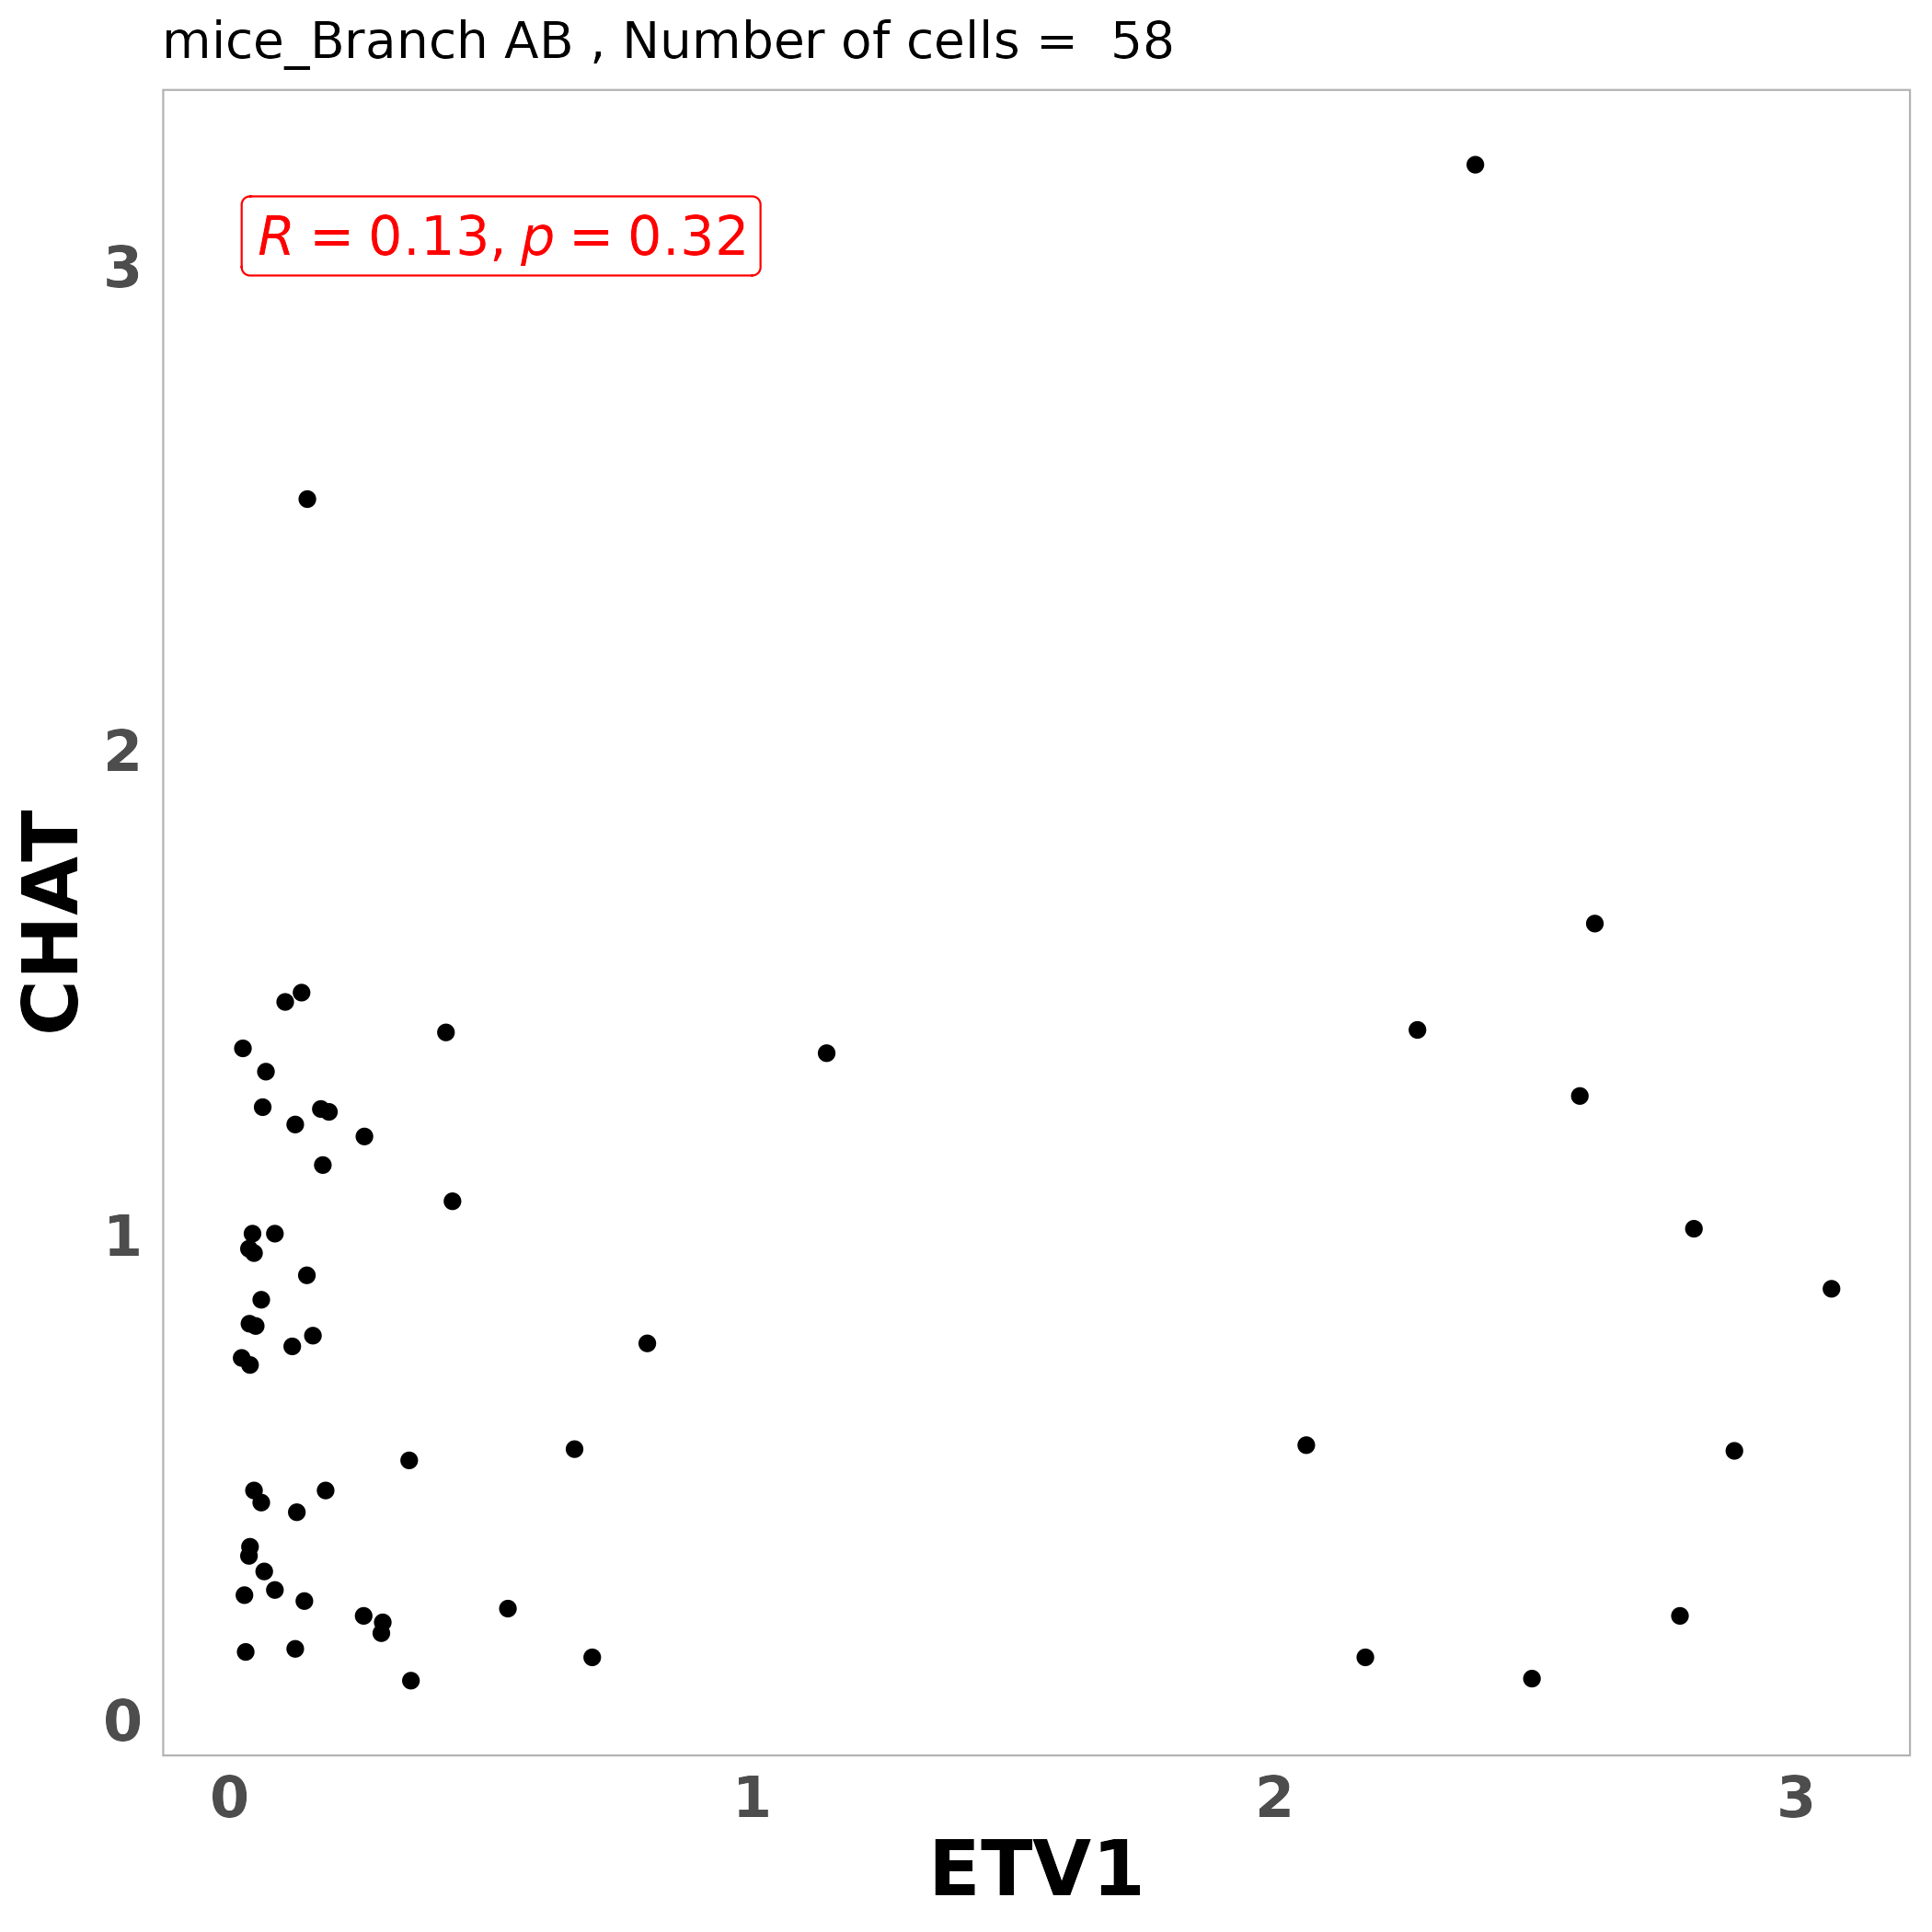 mice_Branch AB , Number of cells =  58
R = 0.13, p = 0.32
3
2
1
0
CHAT
0 1 2 3
ETV1